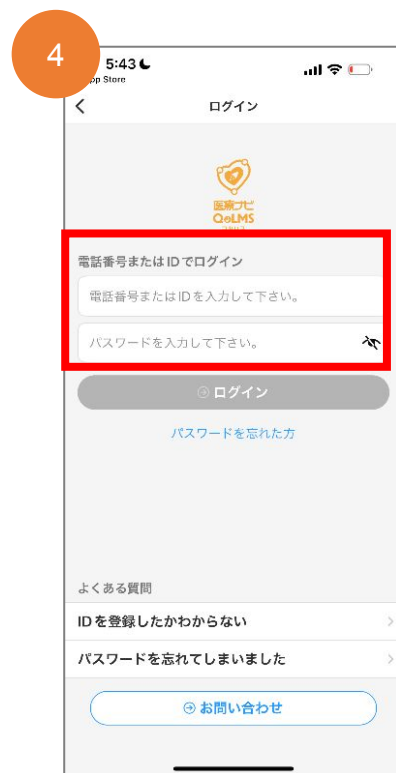 4
5:43
App Store
ログイン
医療ナビ
QoLMS
電話番号またはIDでログイン
電話番号またはIDを入力して下さい。
パスワードを入力して下さい。
ログイン
パスワードを忘れた方
よくある質問
IDを登録したかわからない
パスワードを忘れてしまいました
お問い合わせ